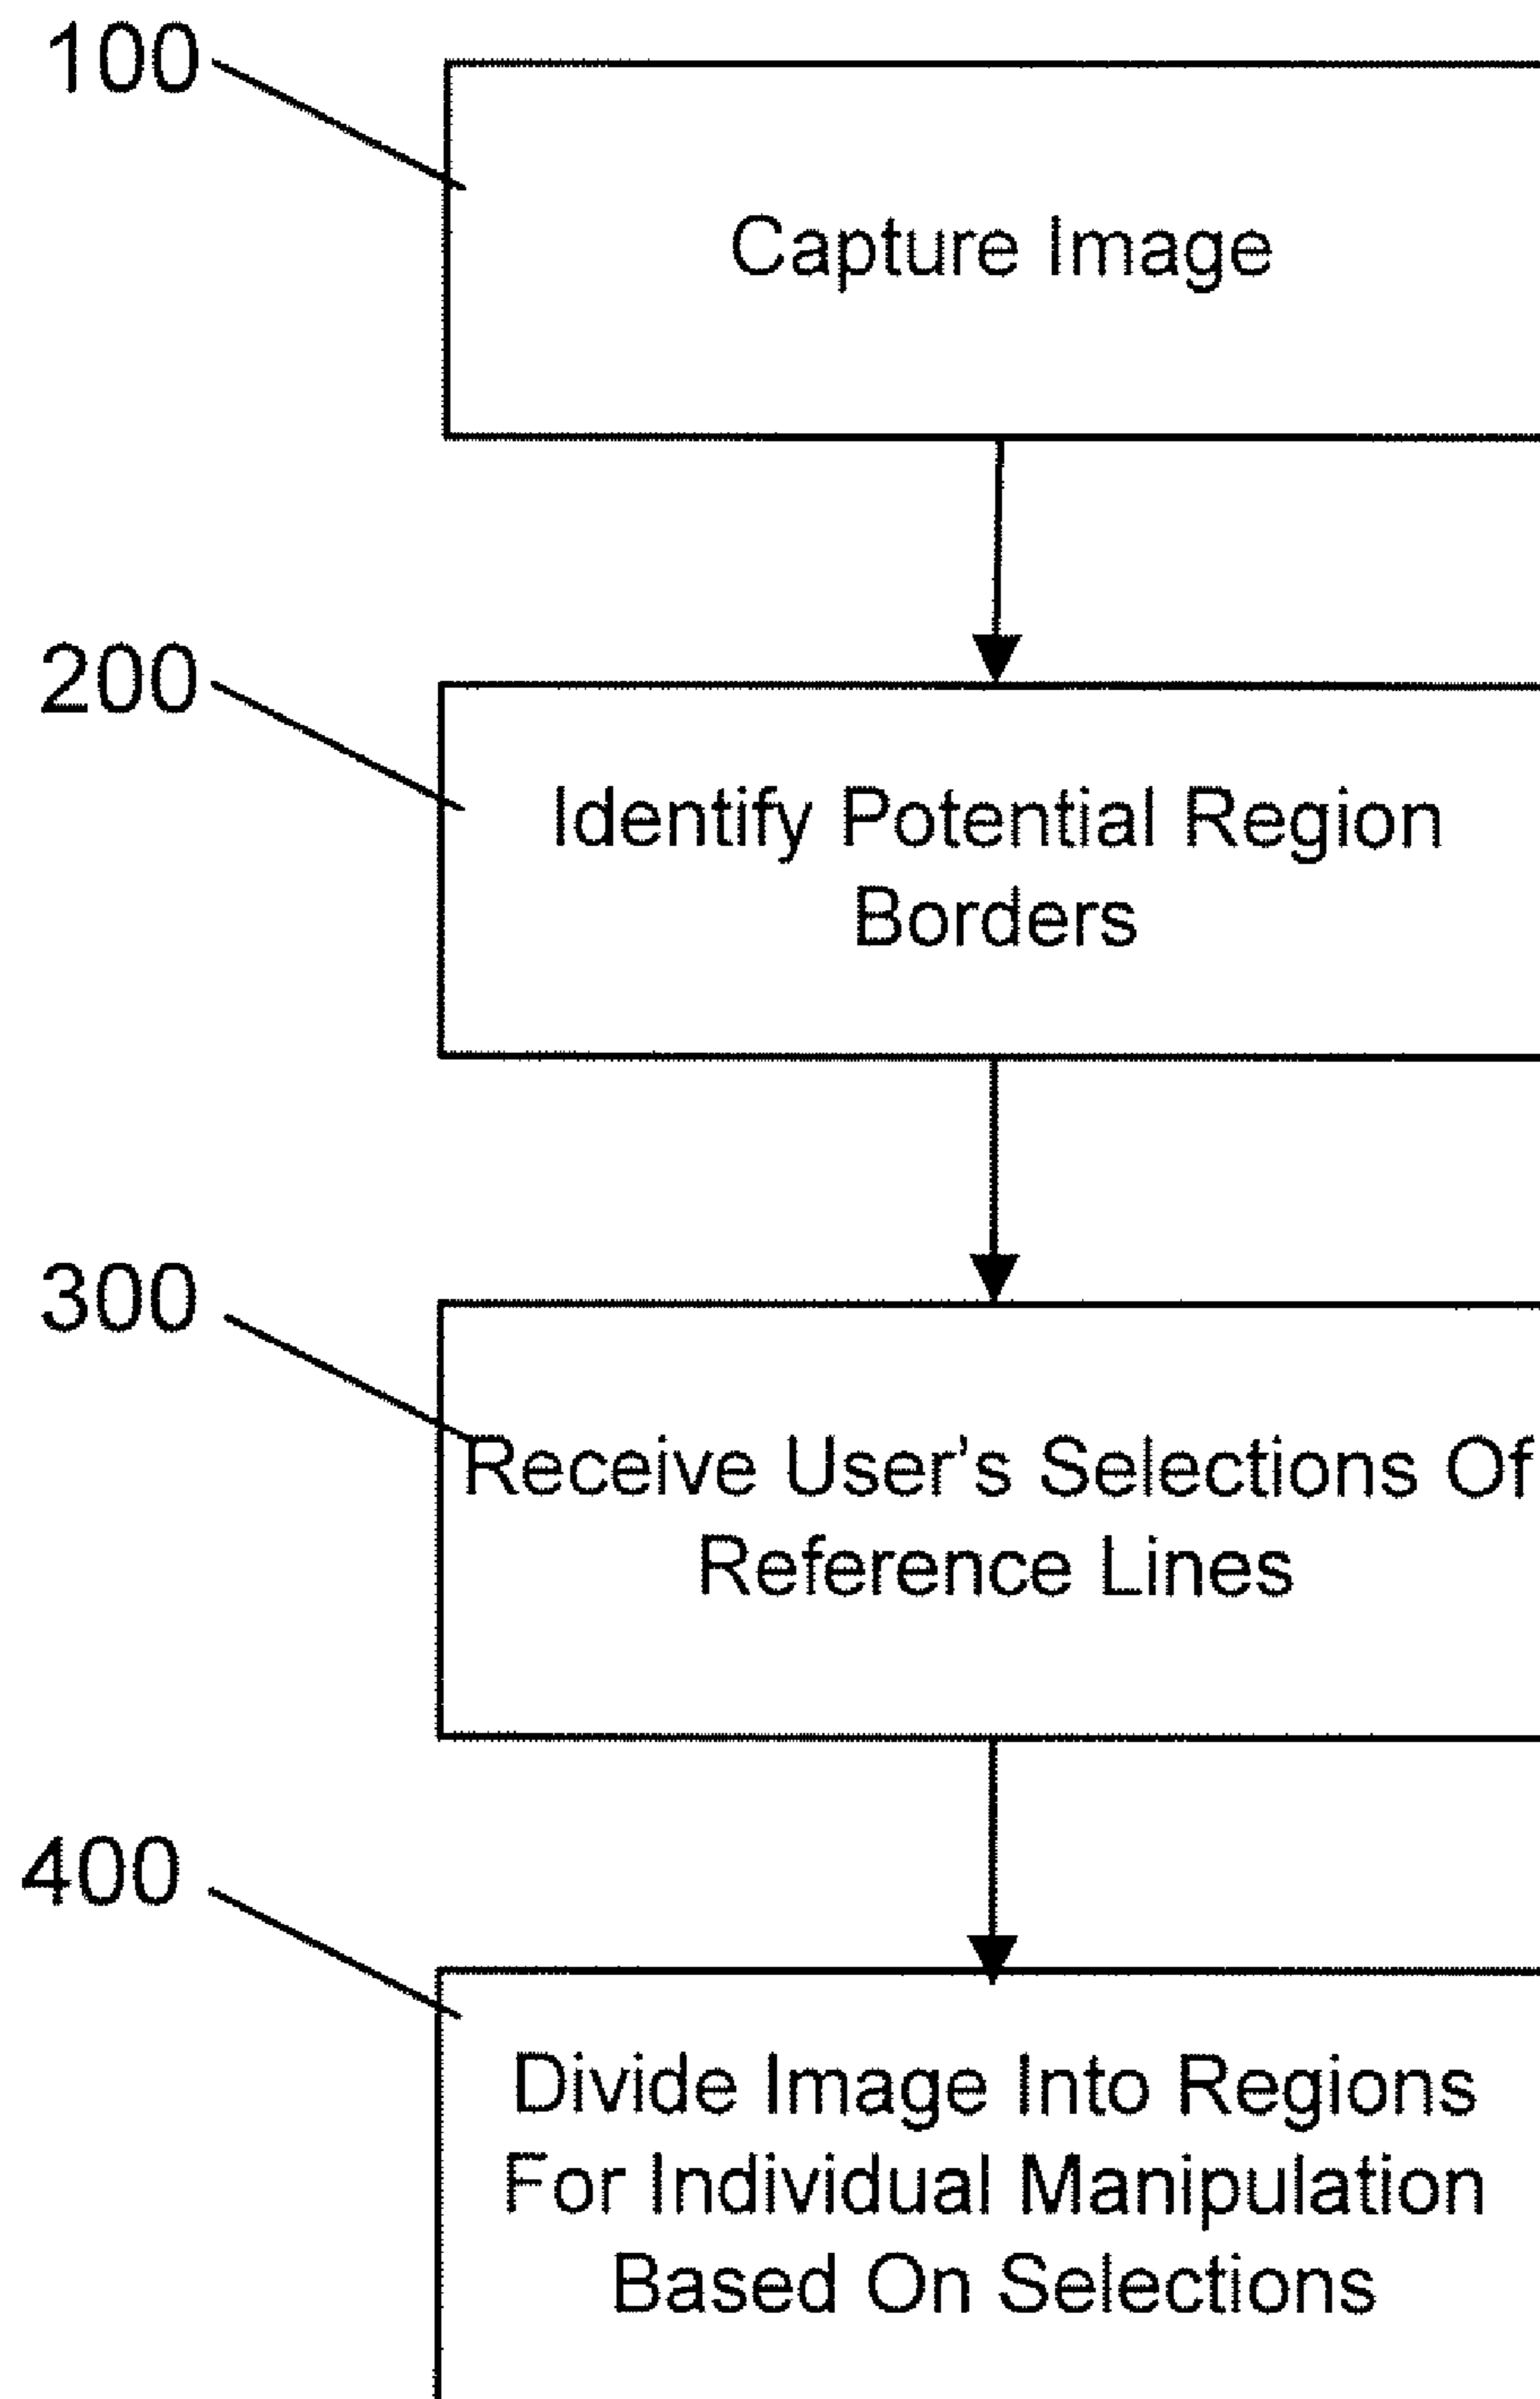 100
Capture Image
200
Identify Potential Region
Borders
300
Receive User's Selections Of
Reference Lines
400
Divide Image Into Regions
For Individual Manipulation
Based On Selections